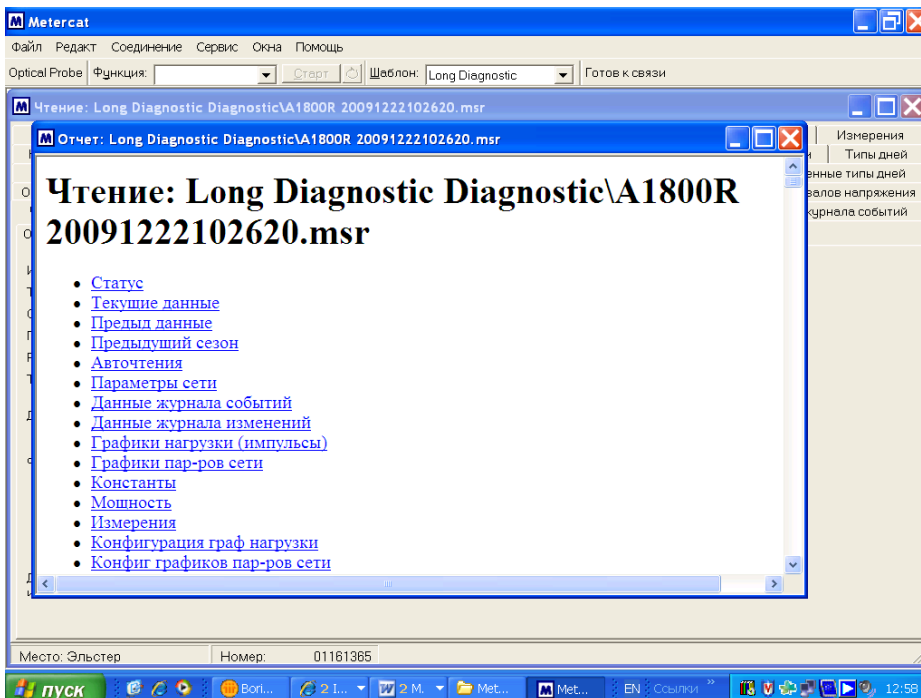 Metercat
Файл Редакт Соединение Сервис Окна Помощь
Optical Probe Функция: Старт Шаблон: Long Diagnostic Готов к связи
Чтение: Long Diagnostic Diagnostic\A1800R 20091222102620.msr
Отчет: Long Diagnostic Diagnostic\A1800R 20091222102620.msr
Измерения
Типы дней
Чтение: Long Diagnostic Diagnostic\A1800R
20091222102620.msr
Статус
Текущие данные
Предыд данные
Предыдущий сезон
Авточтения
Параметры сети
Данные журнала событий
Данные журнала изменений
Графики нагрузки (импульсы)
Графики пар-ров сети
Константы
Мощность
Измерения
Конфигурация граф нагрузки
Конфиг графиков пар-ров сети
типы дней
напряжения
событий
Место: Эльстер Номер: 01161365
пуск Bori... 2 I... 2 М. Met... Met... EN Ссылки » 12:59